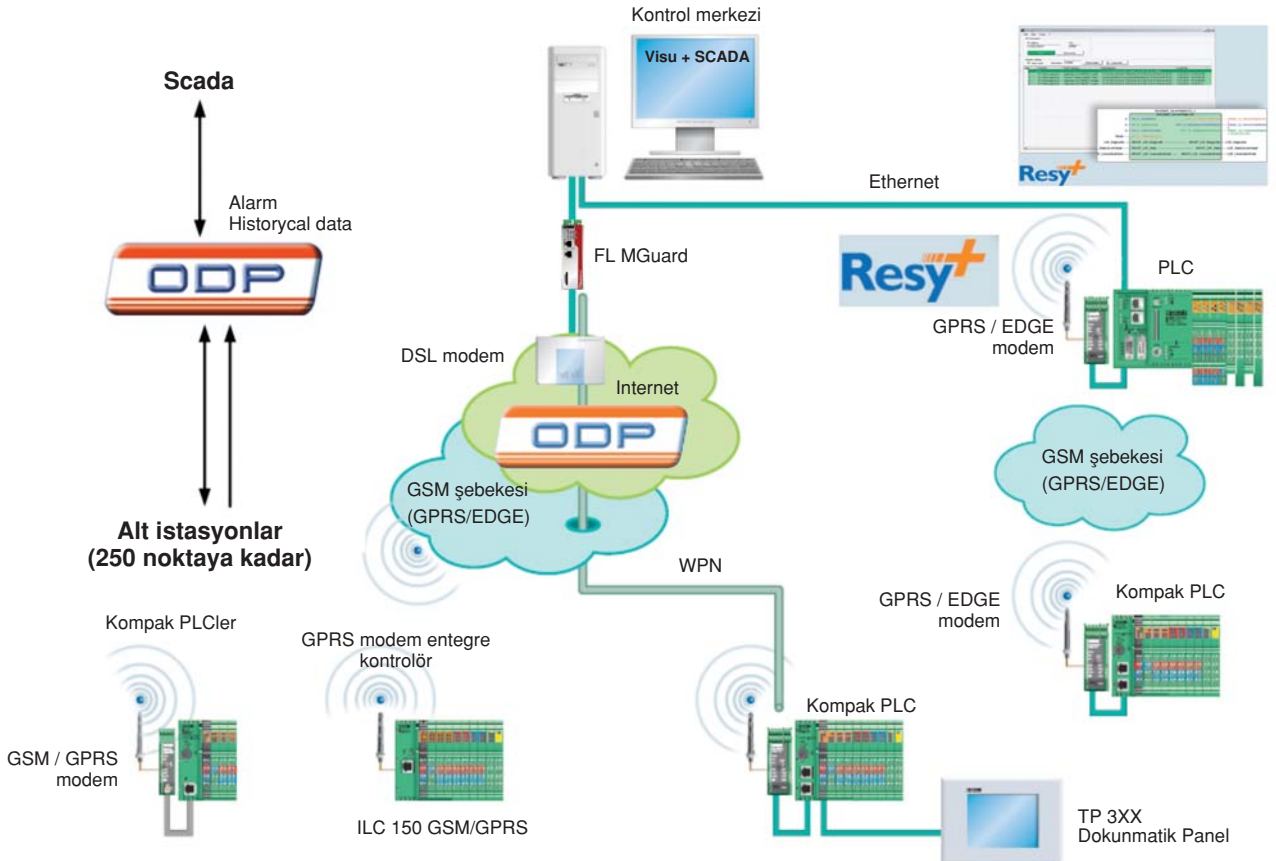 Kontrol merkezi
Visu + SCADA
Scada
Resy+
Ethernet
Alarm
Historycal data
ODP
FL MGuard
Resy+
PLC
GPRS / EDGE
modem
DSL modem
Internet
ODP
GSM şebekesi
(GPRS/EDGE)
GSM şebekesi
(GPRS/EDGE)
Alt istasyonlar
(250 noktaya kadar)
WPN
GPRS / EDGE
modem
Kompak PLC
Kompak PLCler
GPRS modem entegre
kontrolör
Kompak PLC
GSM / GPRS
modem
ILC 150 GSM/GPRS
TP 3XX
Dokunmatik Panel